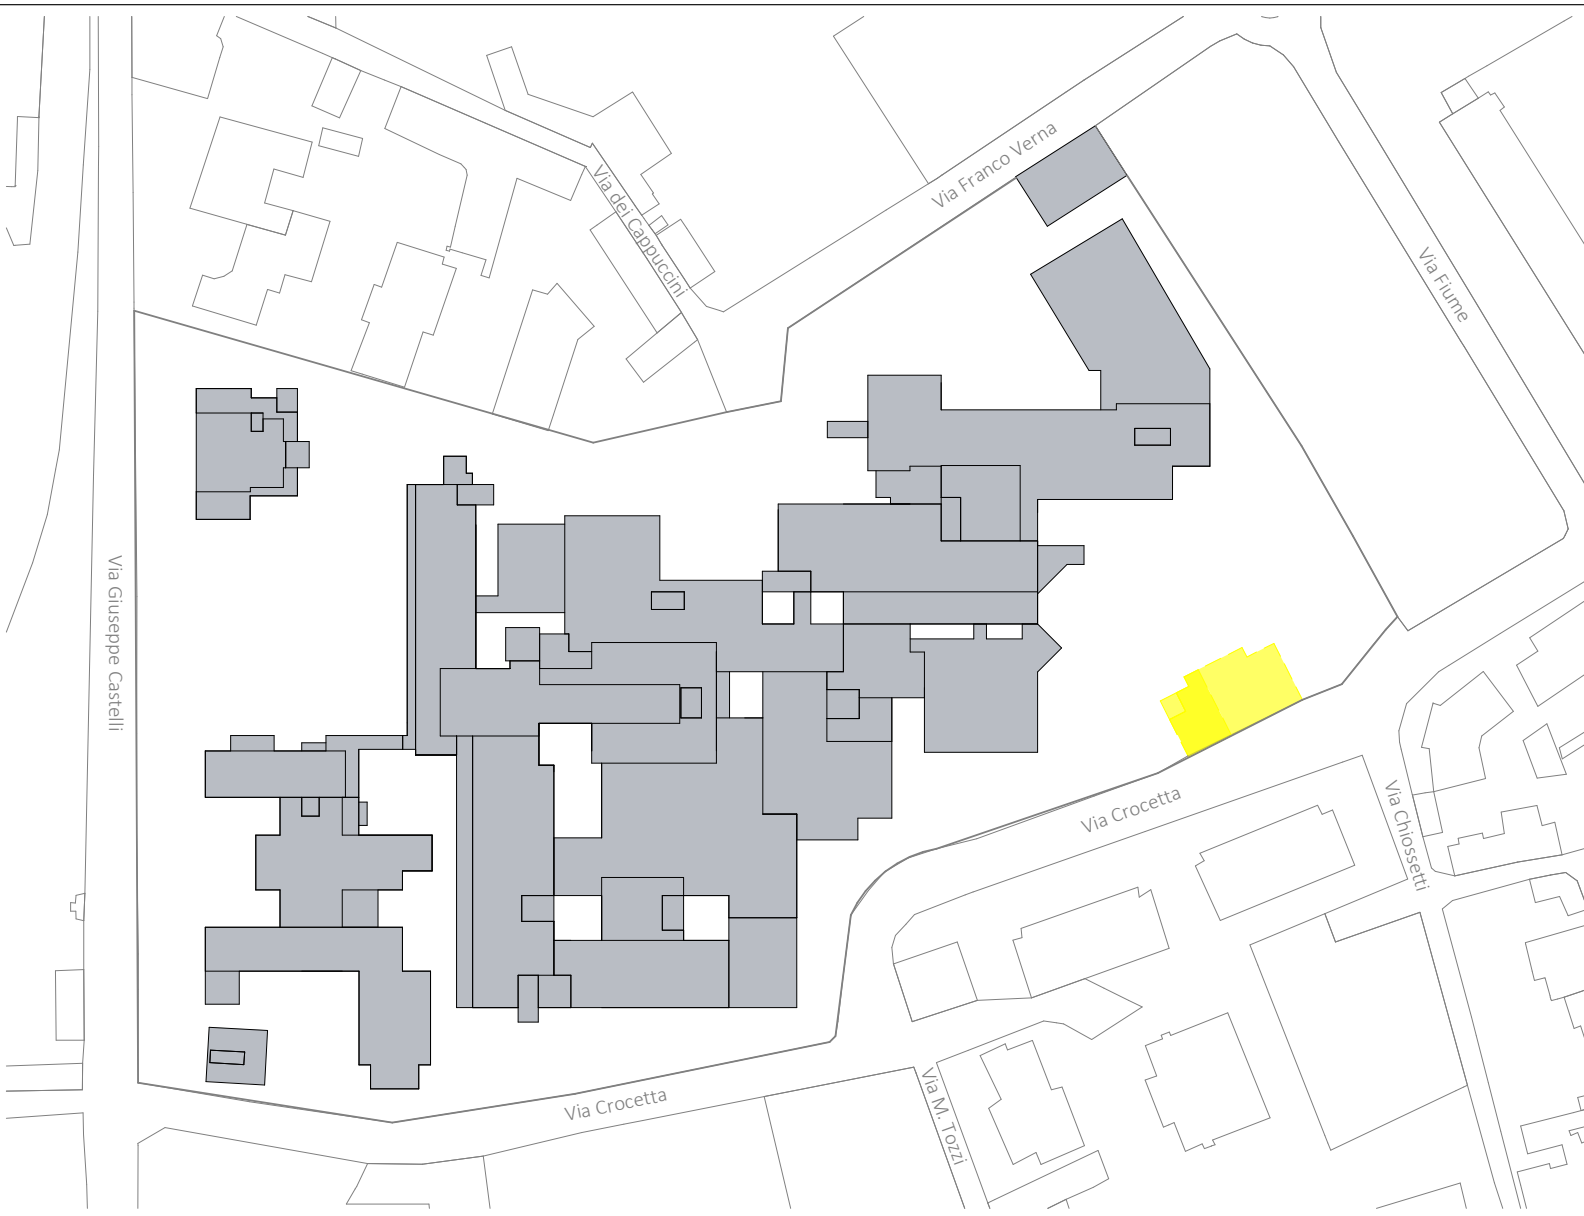 Via Franco Verna
Via dei Cappuccini
Via Fiume
Via Giuseppe Castelli
Via Crocetta
Via Chiossetti
Via Crocetta
Via M. Tozzi